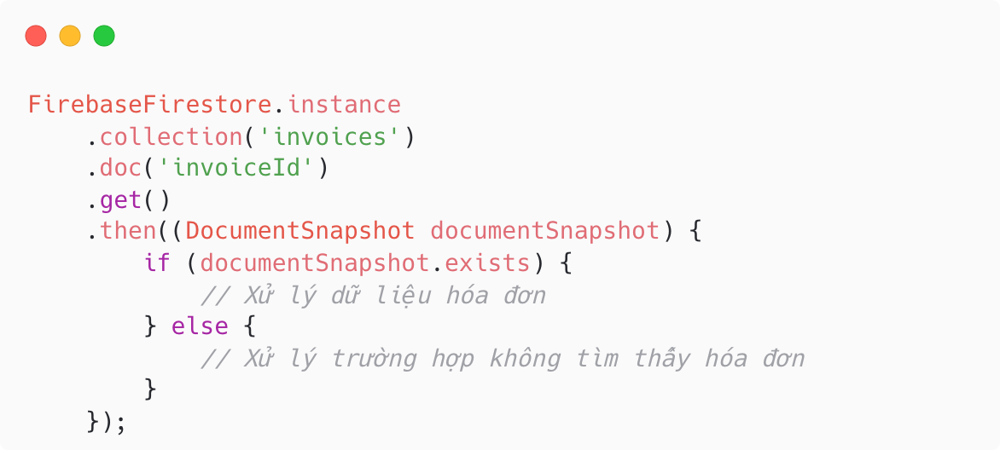 FirebaseFirestore.instance
    .collection('invoices')
    .doc('invoiceId')
    .get()
    .then((DocumentSnapshot documentSnapshot) {
        if (documentSnapshot.exists) {
            // Xử lý dữ liệu hóa đơn
        } else {
            // Xử lý trường hợp không tìm thấy hóa đơn
        }
    });